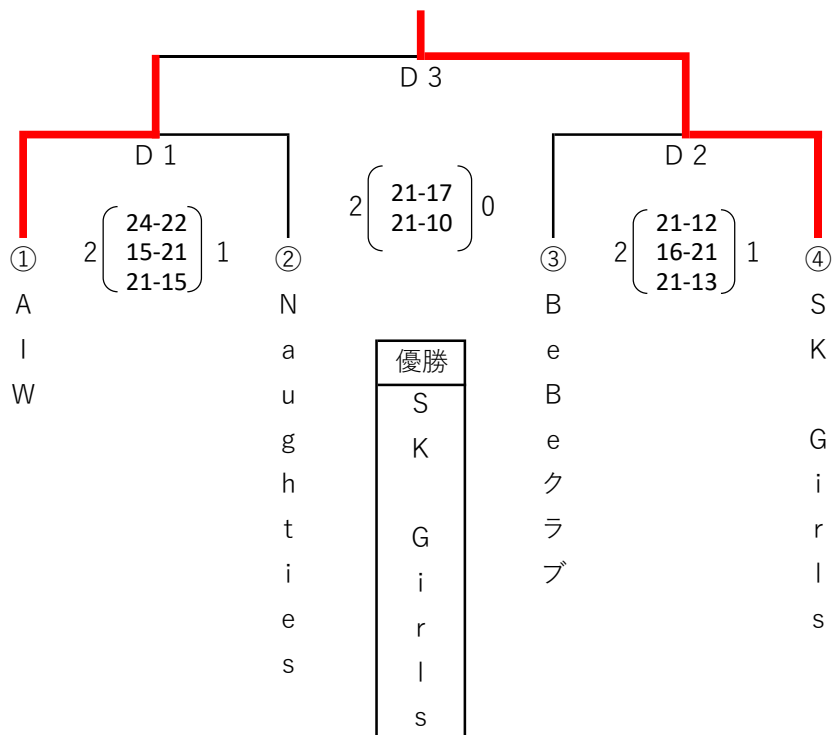 D 3
D 1
D 2
2 21-17 0
21-10
2 24-22 1
15-21
21-15
2 21-12 1
16-21
21-13
① AIW
② Naughties
③ BeBeクラブ
④ SK Girls
優勝
SK Girls